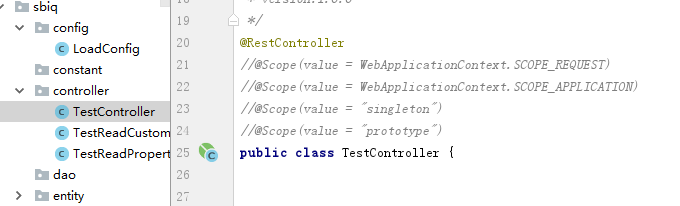 sbiq
config
LoadConfig
constant
controller
TestController
TestReadCustom
TestReadPropert
dao
entity
19 */
20 @RestController
21 //@Scope(value = WebApplicationContext.SCOPE_REQUEST)
22 //@Scope(value = WebApplicationContext.SCOPE_APPLICATION)
23 //@Scope(value = "singleton")
24 //@Scope(value = "prototype")
25 public class TestController {
26
27